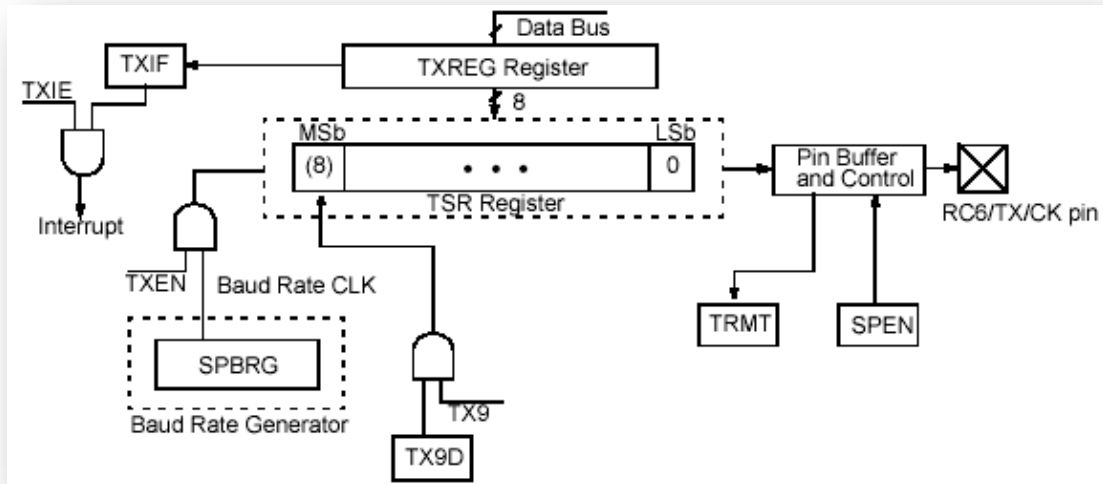 Data Bus
TXIF
TXREG Register
TXIE
8
MSb
LSb
(8)
• • •
0
Pin Buffer
and Control
TSR Register
RC6/TX/CK pin
Interrupt
TXEN
Baud Rate CLK
TRMT
SPEN
SPBRG
TX9
Baud Rate Generator
TX9D